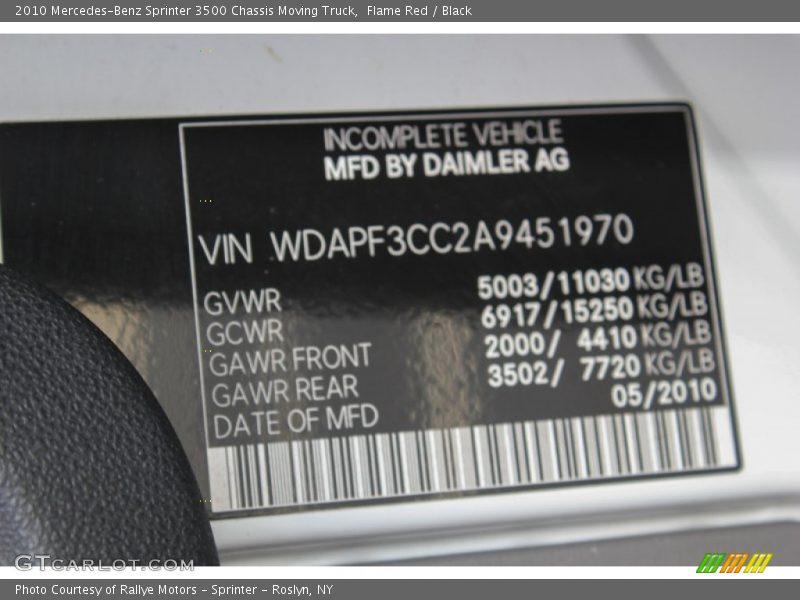 2010 Mercedes-Benz Sprinter 3500 Chassis Moving Truck, Flame Red / Black
INCOMPLETE VEHICLE
MFD BY DAIMLER AG
VIN WDAPF3CC2A9451970
GVWR 5003/11030 KG/LB
GCWR 6917/15250 KG/LB
GAWR FRONT 2000/ 4410 KG/LB
GAWR REAR 3502/ 7720 KG/LB
DATE OF MFD 05/2010
GTCARLOT.COM
Photo Courtesy of Rallye Motors - Sprinter - Roslyn, NY